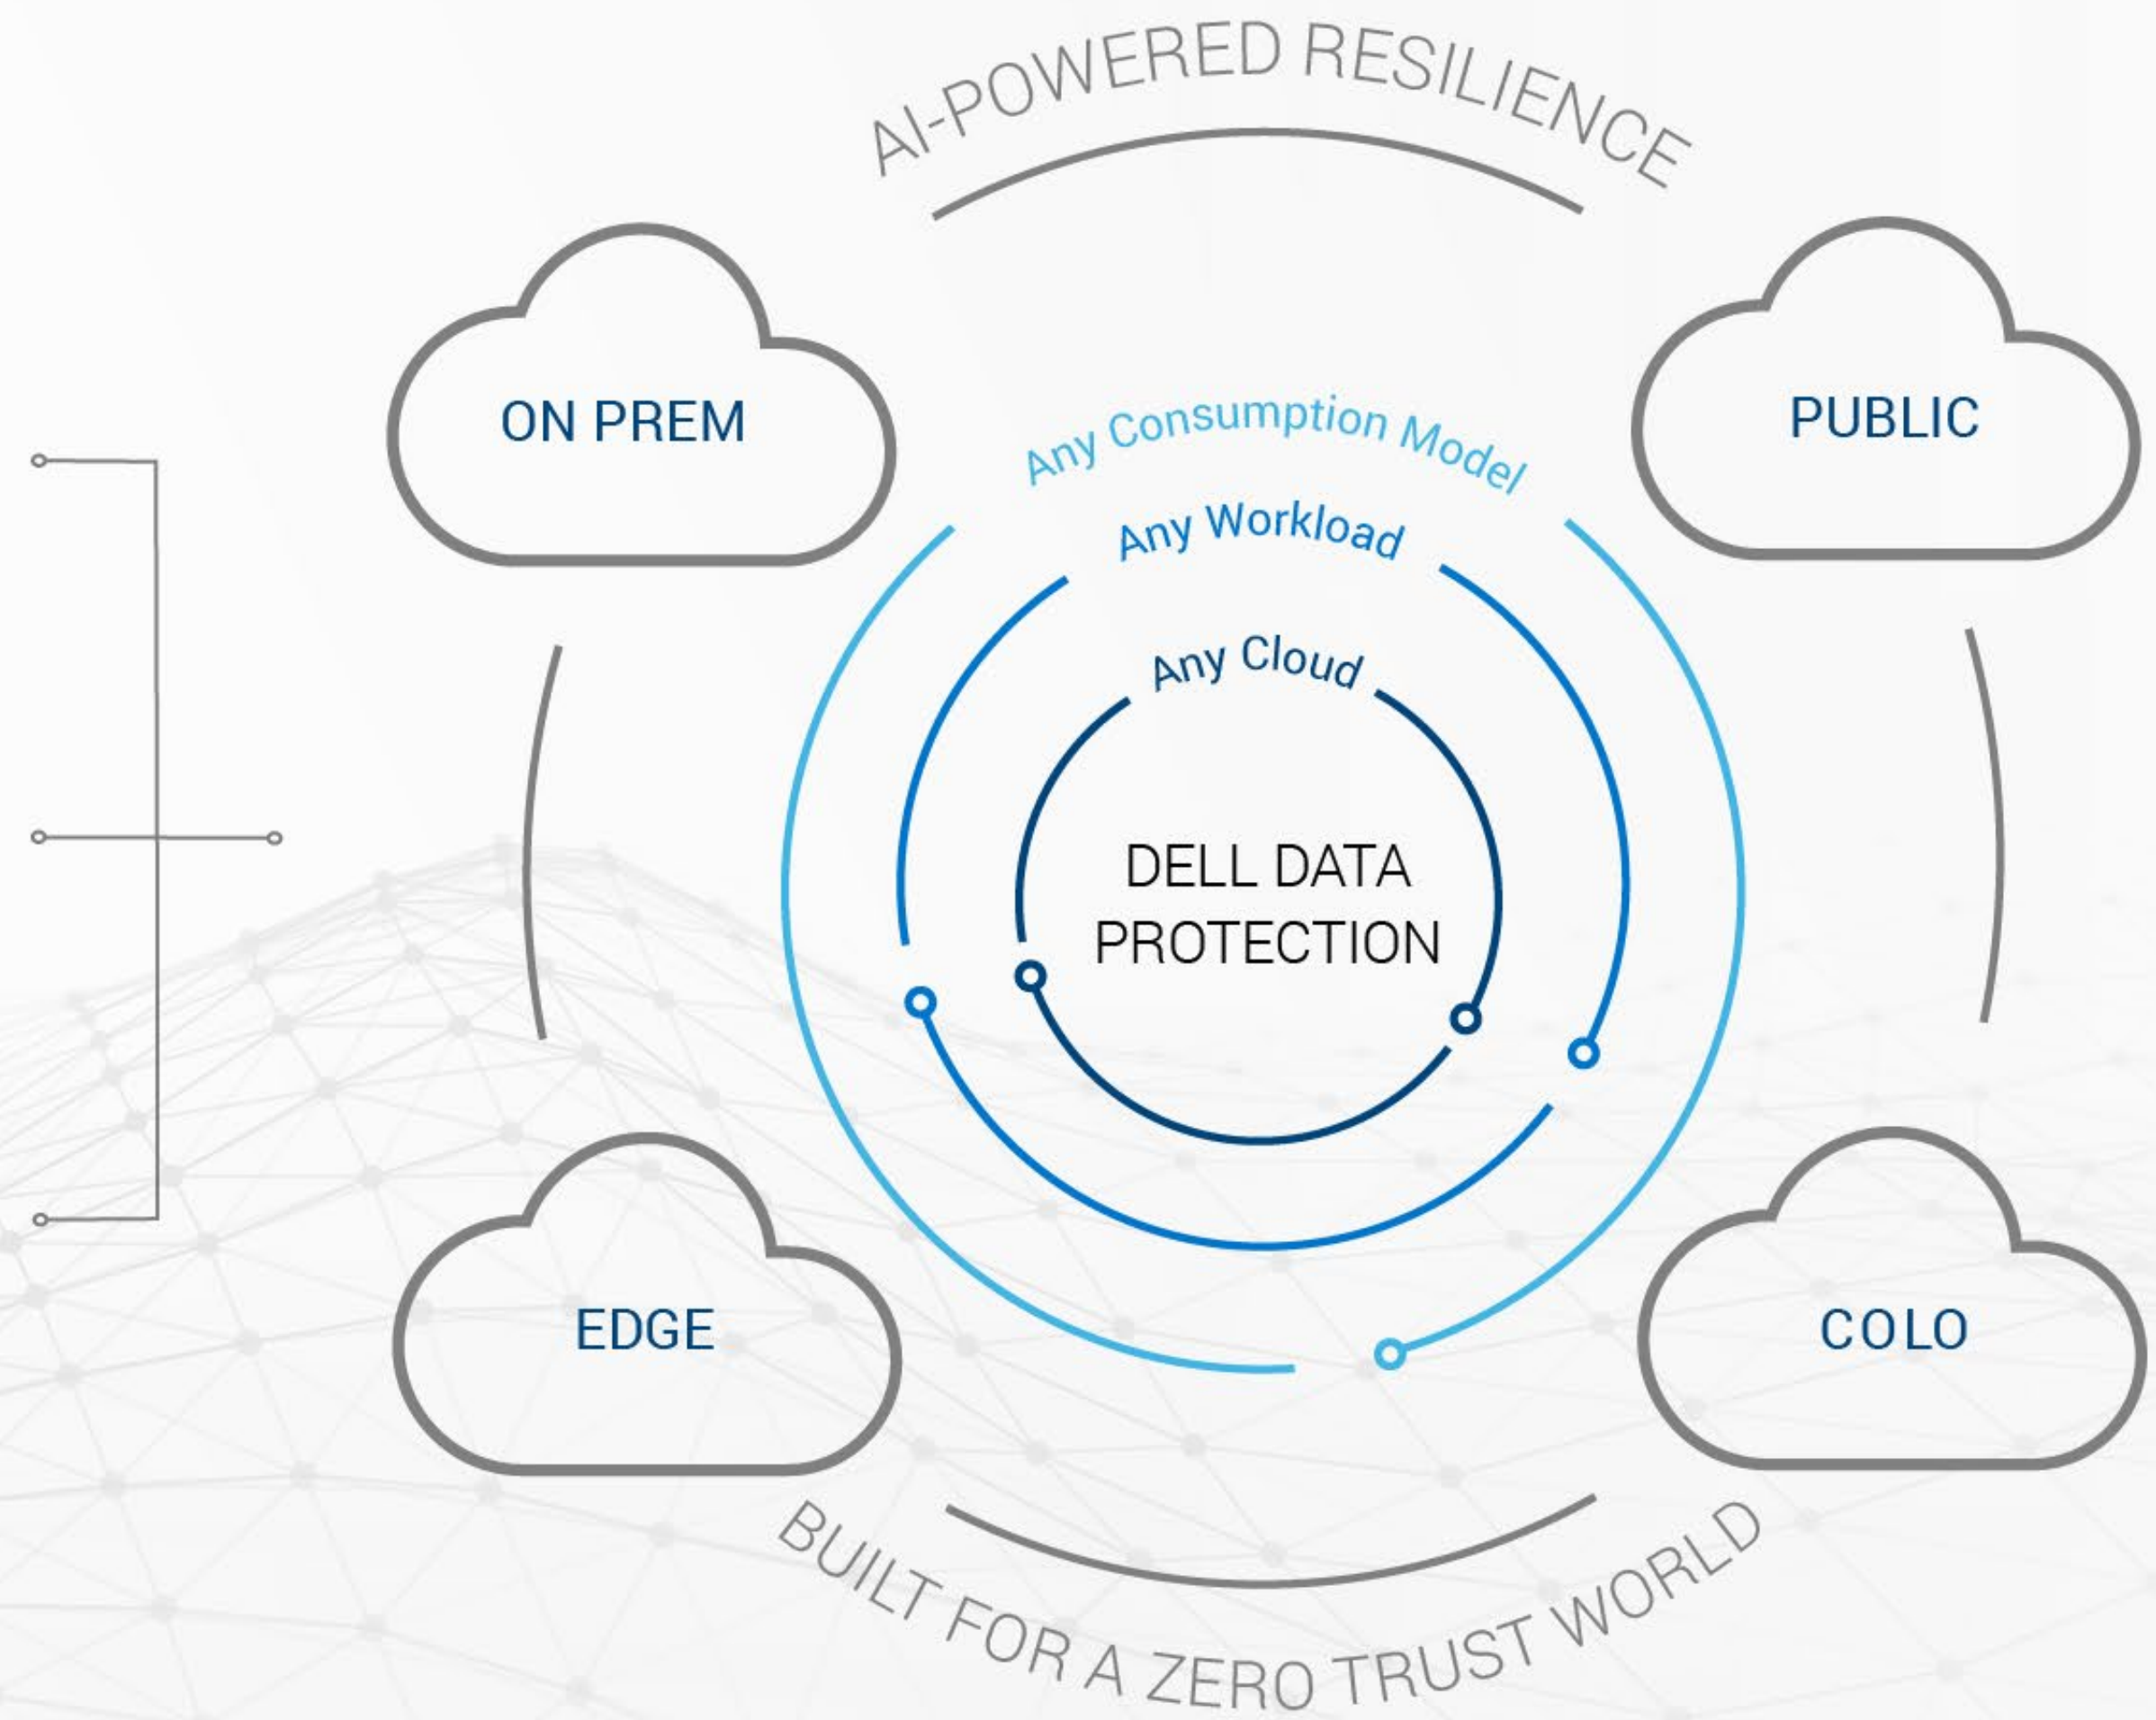 AI-POWERED RESILIENCE
ON PREM
PUBLIC
Any Consumption Model
Any Workload
Any Cloud
DELL DATA
PROTECTION
EDGE
COLO
BUILT FOR A ZERO TRUST WORLD